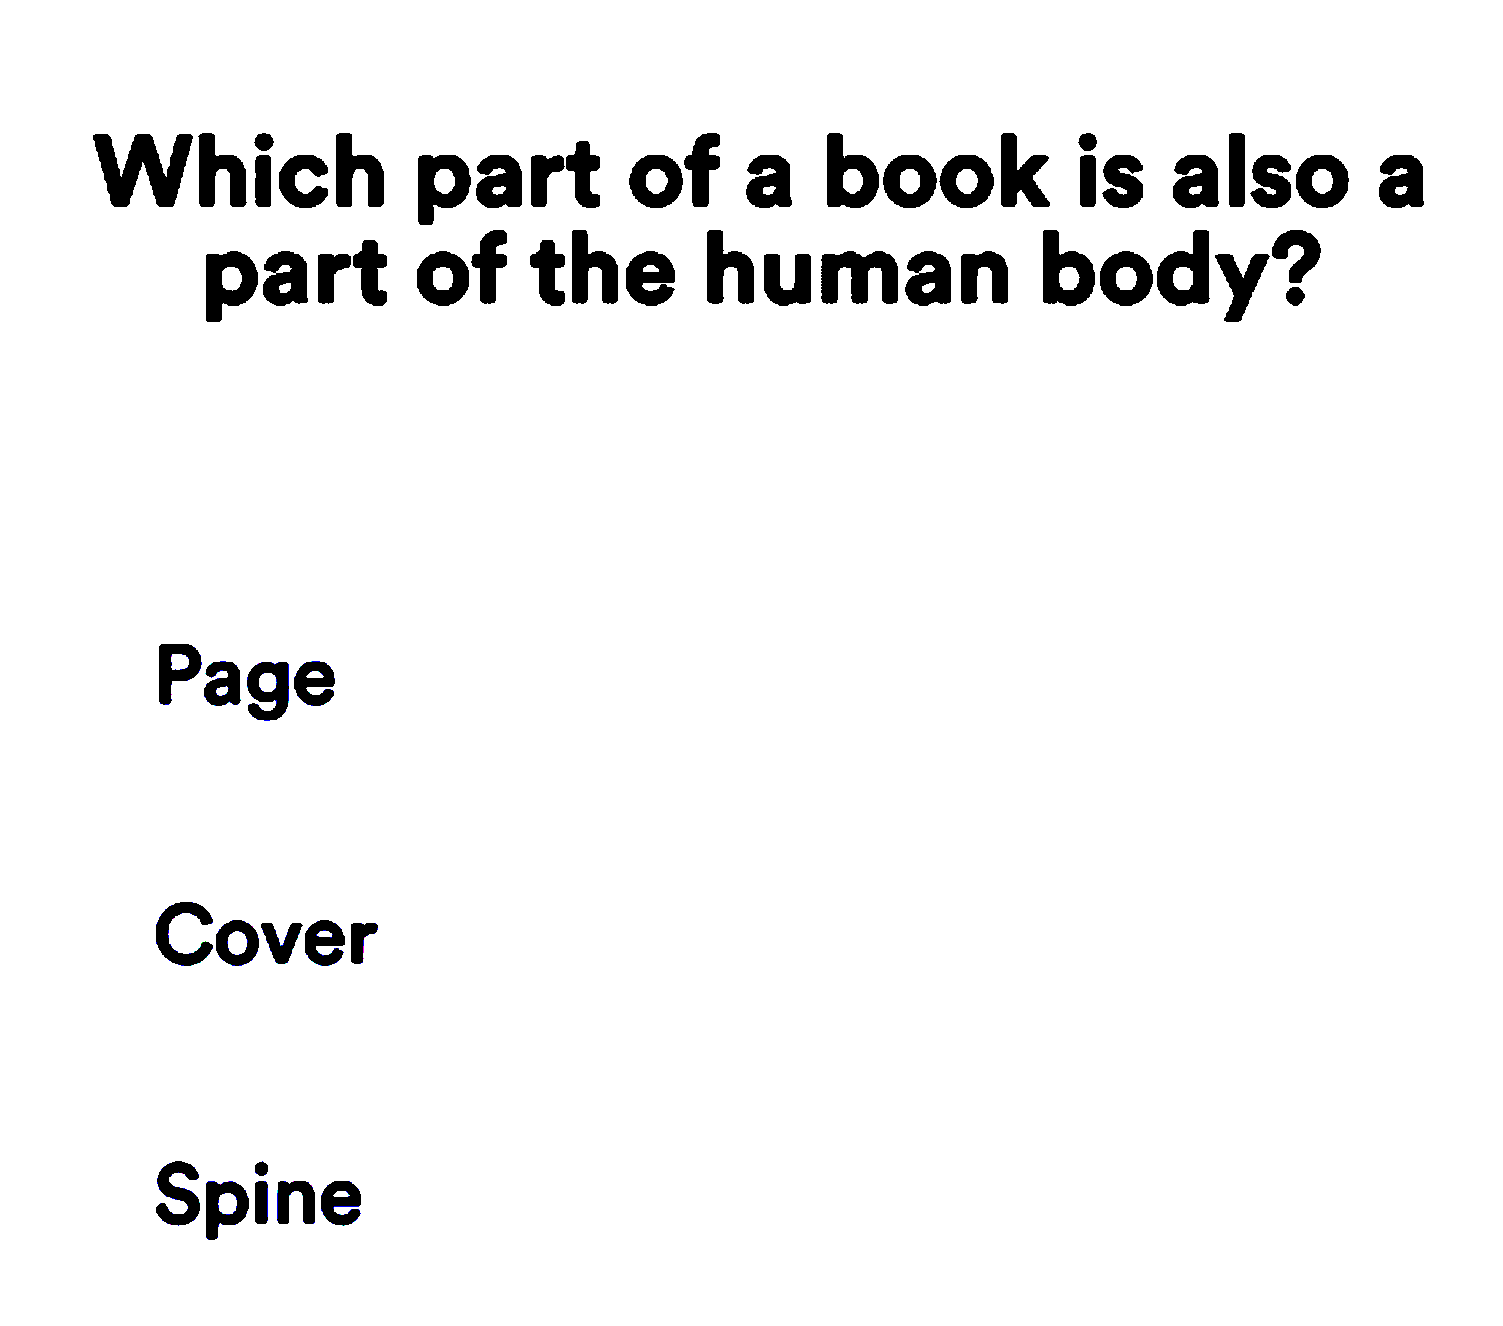 Which part of a book is also a
part of the human body?
Page
Cover
Spine